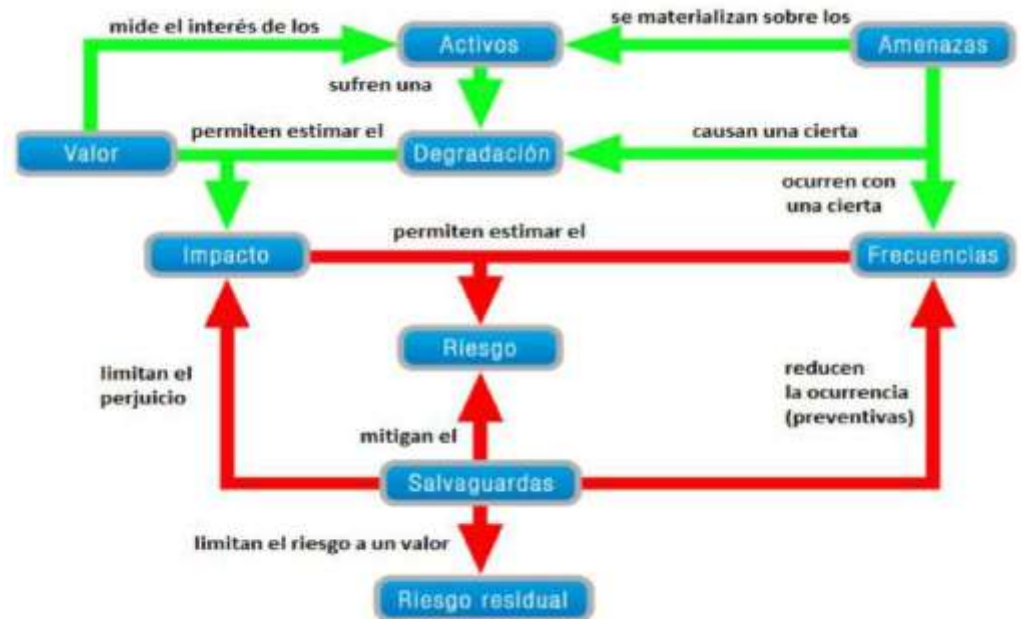 mide el interés de los
se materializan sobre los
Activos
Amenazas
sufren una
permiten estimar el
causan una cierta
Valor
Degradación
ocurren con
una cierta
permiten estimar el
Impacto
Frecuencias
Riesgo
limitan el
perjuicio
reducen
la ocurrencia
(preventivas)
mitigan el
Salvaguardas
limitan el riesgo a un valor
Riesgo residual